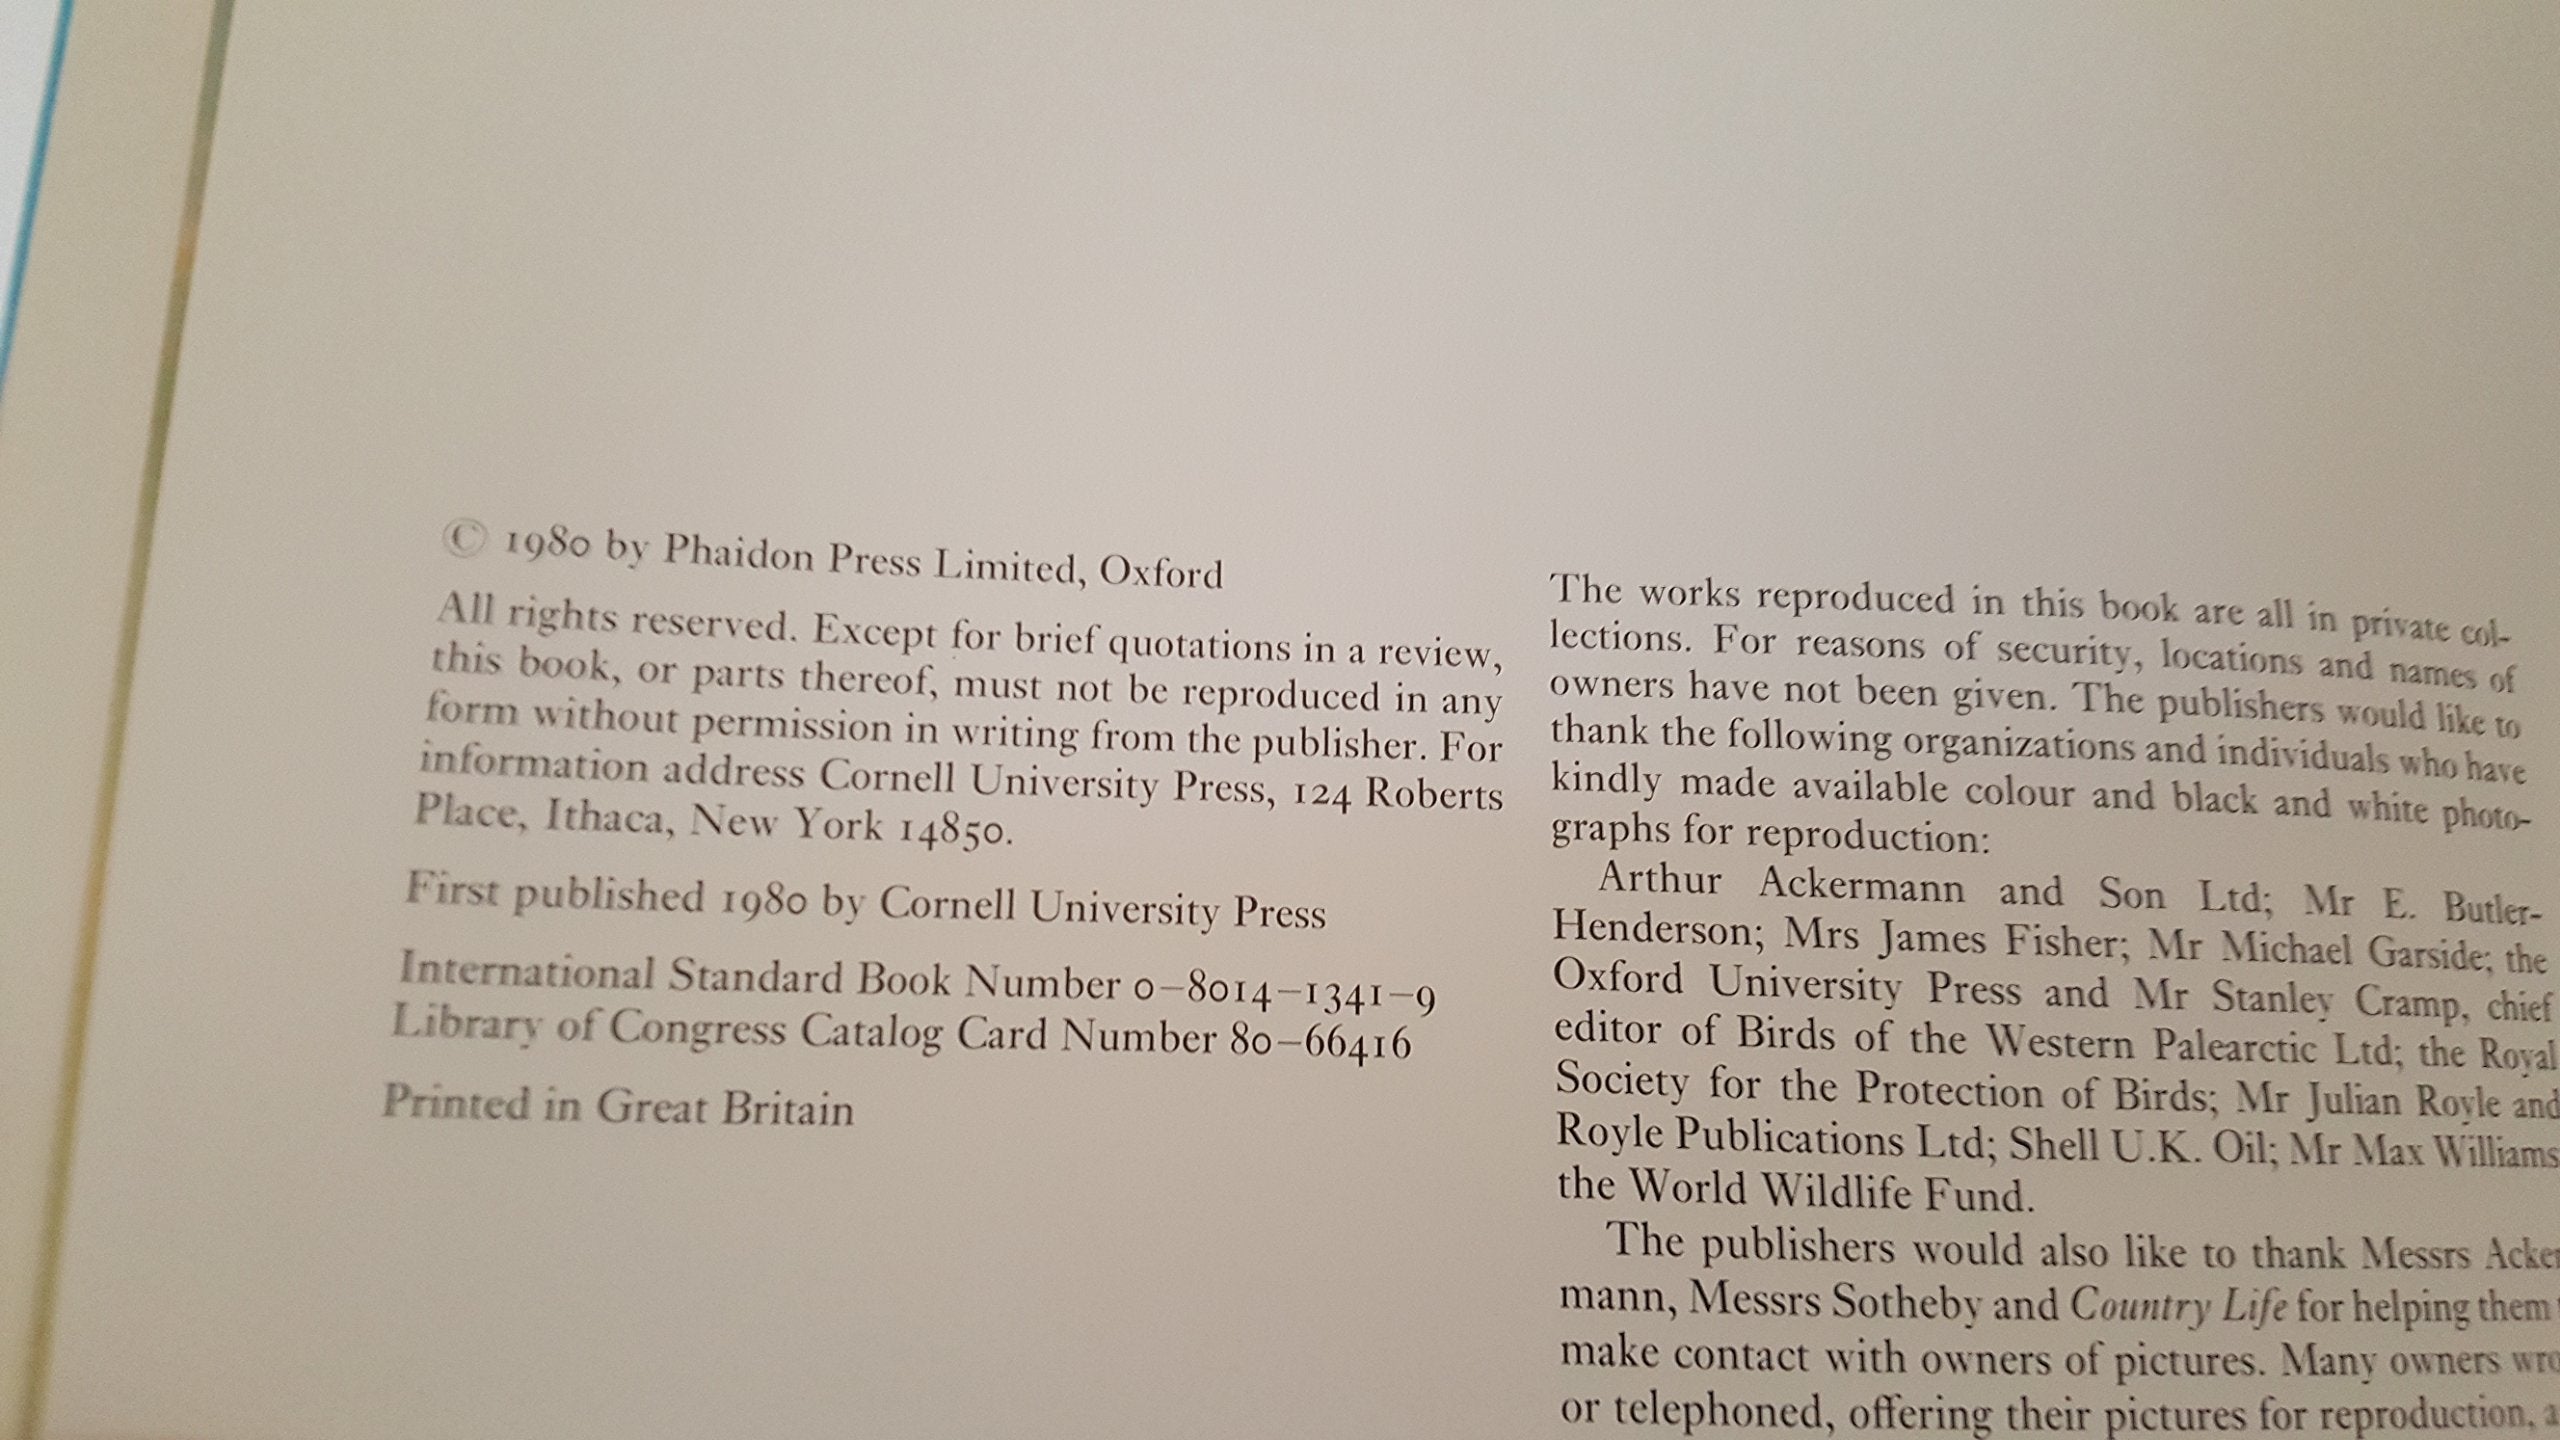 © 1980 by Phaidon Press Limited, Oxford
All rights reserved. Except for brief quotations in a review,
this book, or parts thereof, must not be reproduced in any
form without permission in writing from the publisher. For
information address Cornell University Press, 124 Roberts
Place, Ithaca, New York 14850.
First published 1980 by Cornell University Press
International Standard Book Number 0–8014–1341–9
Library of Congress Catalog Card Number 80–66416
Printed in Great Britain
The works reproduced in this book are all in private col-
lections. For reasons of security, locations and names of
owners have not been given. The publishers would like to
thank the following organizations and individuals who have
kindly made available colour and black and white photo-
graphs for reproduction:
Arthur Ackermann and Son Ltd; Mr E. Butler-
Henderson; Mrs James Fisher; Mr Michael Garside; the
Oxford University Press and Mr Stanley Cramp, chief
editor of Birds of the Western Palearctic Ltd; the Royal
Society for the Protection of Birds; Mr Julian Royle and
Royle Publications Ltd; Shell U.K. Oil; Mr Max Williams
the World Wildlife Fund.
The publishers would also like to thank Messrs Acker
mann, Messrs Sotheby and Country Life for helping them
make contact with owners of pictures. Many owners
or telephoned, offering their pictures for reproduction,